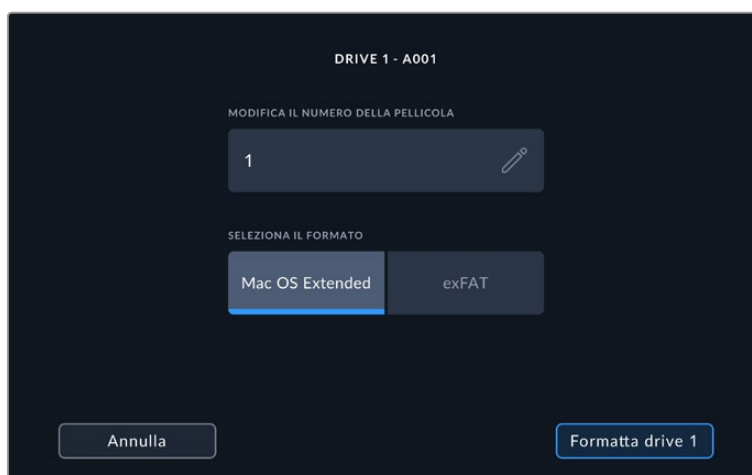 DRIVE 1 - A001
MODIFICA IL NUMERO DELLA PELLICOLA
1
SELEZIONA IL FORMATO
Mac OS Extended exFAT
Annulla Formatta drive 1